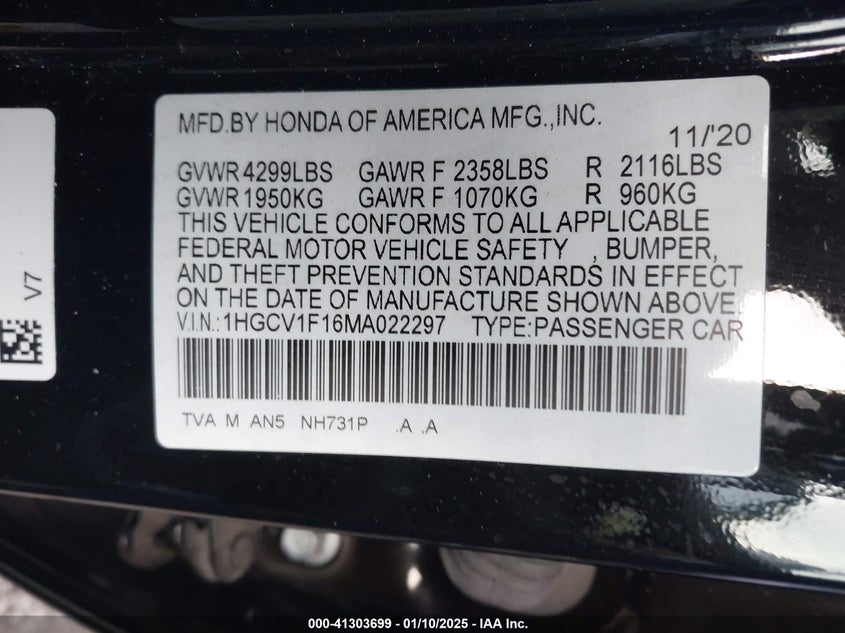 V7
MFD.BY HONDA OF AMERICA MFG.,INC.
11/'20
GVWR 4299LBS GAWR F 2358LBS R 2116LBS
GVWR 1950KG GAWR F 1070KG R 960KG
THIS VEHICLE CONFORMS TO ALL APPLICABLE
FEDERAL MOTOR VEHICLE SAFETY , BUMPER,
AND THEFT PREVENTION STANDARDS IN EFFECT
ON THE DATE OF MANUFACTURE SHOWN ABOVE.
V.I.N.:1HGCV1F16MA022297 TYPE:PASSENGER CAR
TVA M AN5 NH731P .A .A
000-41303699 - 01/10/2025 - IAA Inc.